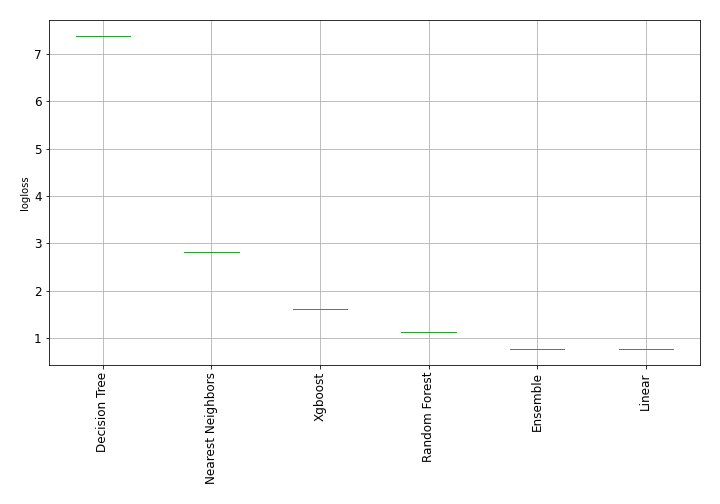 7
6
5
4
3
2
1
logloss
Decision Tree
Nearest Neighbors
Xgboost
Random Forest
Ensemble
Linear